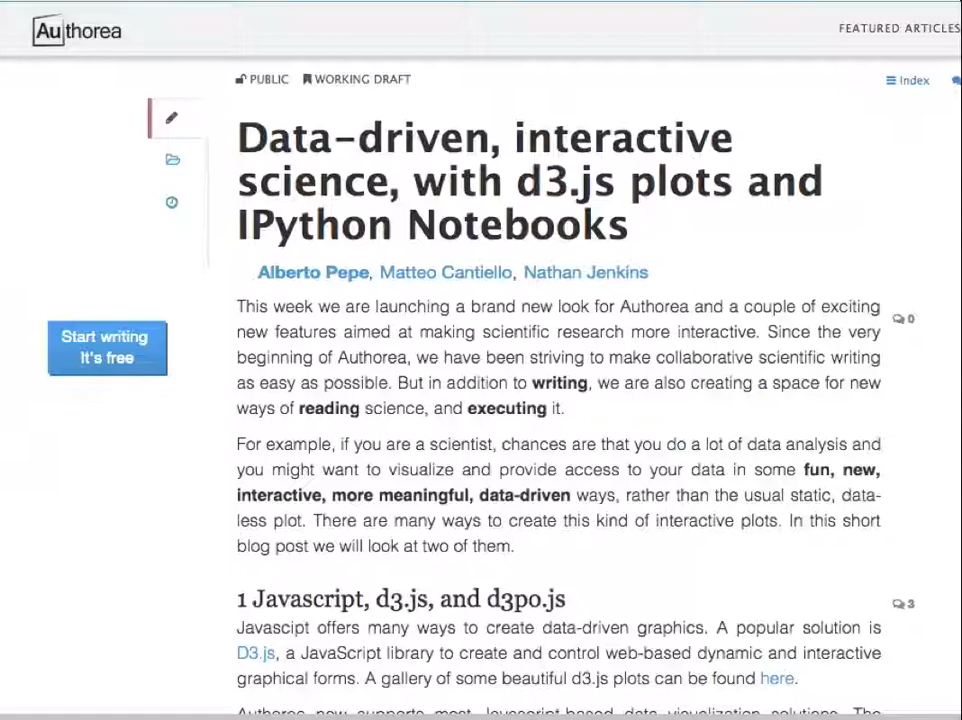 Authorea
FEATURED ARTICLES
PUBLIC WORKING DRAFT
Index
Data-driven, interactive
science, with d3.js plots and
IPython Notebooks
Alberto Pepe, Matteo Cantiello, Nathan Jenkins
This week we are launching a brand new look for Authorea and a couple of exciting
0
new features aimed at making scientific research more interactive. Since the very
beginning of Authorea, we have been striving to make collaborative scientific writing
as easy as possible. But in addition to writing, we are also creating a space for new
ways of reading science, and executing it.
Start writing
It's free
For example, if you are a scientist, chances are that you do a lot of data analysis and
you might want to visualize and provide access to your data in some fun, new,
interactive, more meaningful, data-driven ways, rather than the usual static, data-
less plot. There are many ways to create this kind of interactive plots. In this short
blog post we will look at two of them.
1 Javascript, d3.js, and d3po.js
3
Javascipt offers many ways to create data-driven graphics. A popular solution is
D3.js, a JavaScript library to create and control web-based dynamic and interactive
graphical forms. A gallery of some beautiful d3.js plots can be found here.
Authorea now supports most Javascript-based data visualization solutions. The